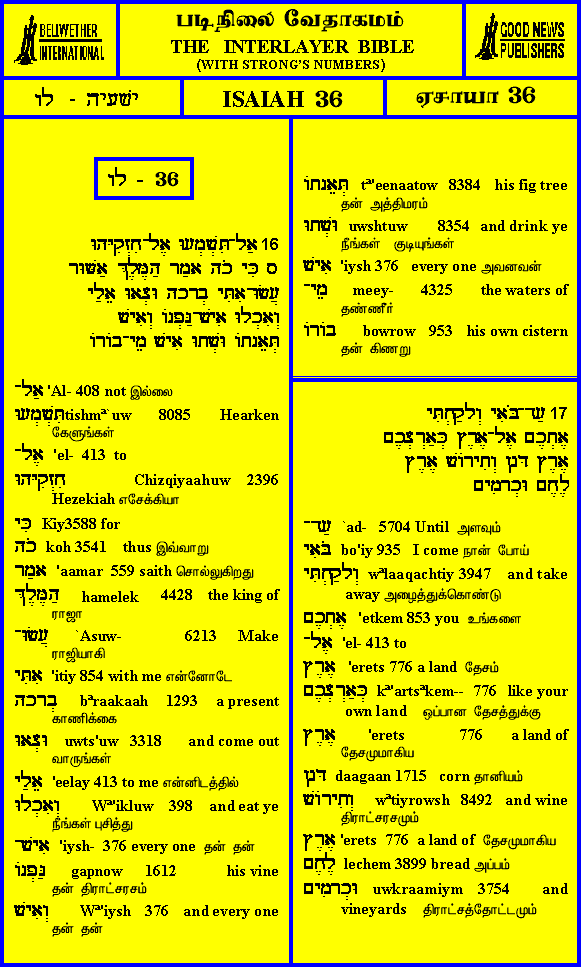 BELLWETHER
INTERNATIONAL
படிநிலை வேதாகமம்
THE INTERLAYER BIBLE
(WITH STRONG'S NUMBERS)
GOOD NEWS
PUBLISHERS
ישעיה - לו
ISAIAH 36
ஏசாயா 36
לו - 36
16 אַל־תִּשְׁמְעוּ אֶל־חִזְקִיָּהוּ
ס כִּי כֹה אָמַר הַמֶּלֶךְ אַשּׁוּר
עֲשׂוּ־אִתִּי בְרָכָה וּצְאוּ אֵלַי
וְאִכְלוּ אִישׁ־גַּפְנוֹ וְאִישׁ
תְּאֵנָתוֹ וּשְׁתוּ אִישׁ מֵי־בוֹרוֹ
אַל־ 'Al- 408 not இல்லை
תִּשְׁמְעוּ tishmª`uw 8085 Hearken
கேளுங்கள்
אֶל־ 'el- 413 to
חִזְקִיָּהוּ Chizqiyaahuw 2396
Hezekiah எசேக்கியா
כִּי Kiy3588 for
כֹה koh 3541 thus இவ்வாறு
אָמַר 'aamar 559 saith சொல்லுகிறது
הַמֶּלֶךְ hamelek 4428 the king of
ராஜா
עֲשׂוּ־ `Asuw- 6213 Make
ராஜியாகி
אִתִּי 'itiy 854 with me என்னோடே
בְרָכָה bªraakaah 1293 a present
காணிக்கை
וּצְאוּ uwts'uw 3318 and come out
வாருங்கள்
אֵלַי 'eelay 413 to me என்னிடத்தில்
וְאִכְלוּ Wª'ikluw 398 and eat ye
நீங்கள் புசித்து
אִישׁ־ 'iysh- 376 every one தன் தன்
גַּפְנוֹ gapnow 1612 his vine
தன் திராட்சரசம்
וְאִישׁ Wª'iysh 376 and every one
தன் தன்
תְּאֵנָתוֹ tª'eenaatow 8384 his fig tree
தன் அத்திமரம்
וּשְׁתוּ uwshtuw 8354 and drink ye
நீங்கள் குடியுங்கள்
אִישׁ 'iysh 376 every one அவனவன்
מֵי־ meey- 4325 the waters of
தண்ணீர்
בוֹרוֹ bowrow 953 his own cistern
தன் கிணறு
17 עַד־בֹּאִי וְלָקַחְתִּי
אֶתְכֶם אֶל־אֶרֶץ כְּאַרְצְכֶם
אֶרֶץ דָּגָן וְתִירוֹשׁ אֶרֶץ
לֶחֶם וּכְרָמִים
עַד־ `ad- 5704 Until அளவும்
בֹּאִי bo'iy 935 I come நான் போய்
וְלָקַחְתִּי wªlaaqachtiy 3947 and take
away அழைத்துக்கொண்டு
אֶתְכֶם 'etkem 853 you உங்களை
אֶל־ 'el- 413 to
אֶרֶץ 'erets 776 a land தேசம்
כְּאַרְצְכֶם kª'artsªkem-- 776 like your
own land ஒப்பான தேசத்துக்கு
אֶרֶץ 'erets 776 a land of
தேசமுமாகிய
דָּגָן daagaan 1715 corn தானியம்
וְתִירוֹשׁ wªtiyrowsh 8492 and wine
திராட்சரசமும்
אֶרֶץ 'erets 776 a land of தேசமுமாகிய
לֶחֶם lechem 3899 bread அப்பம்
וּכְרָמִים uwkraamiym 3754 and
vineyards திராட்சத்தோட்டமும்